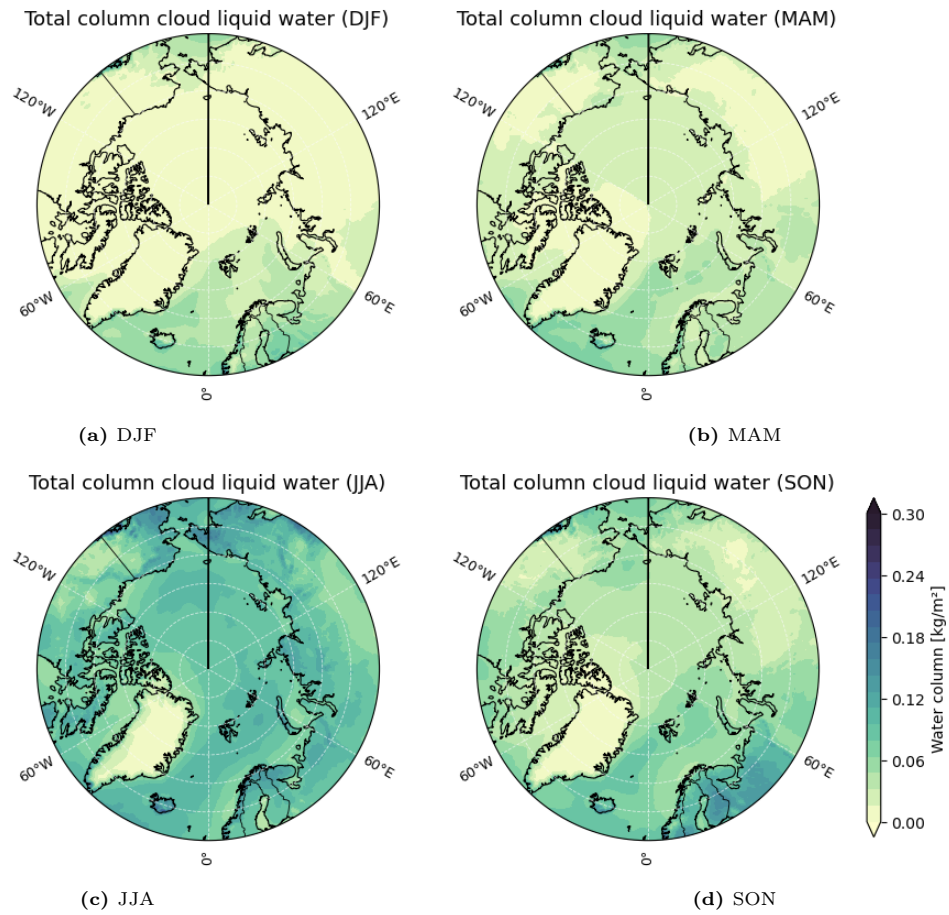 Total column cloud liquid water (DJF)
Total column cloud liquid water (MAM)
120°W
120°E
60°W
60°E
0°
120°W
120°E
60°W
60°E
0°
(a) DJF
(b) MAM
Total column cloud liquid water (JJA)
Total column cloud liquid water (SON)
120°W
120°E
60°W
60°E
0°
120°W
120°E
60°W
60°E
0°
0.30
0.24
0.18
0.12
0.06
0.00
Water column [kg/m²]
(c) JJA
(d) SON